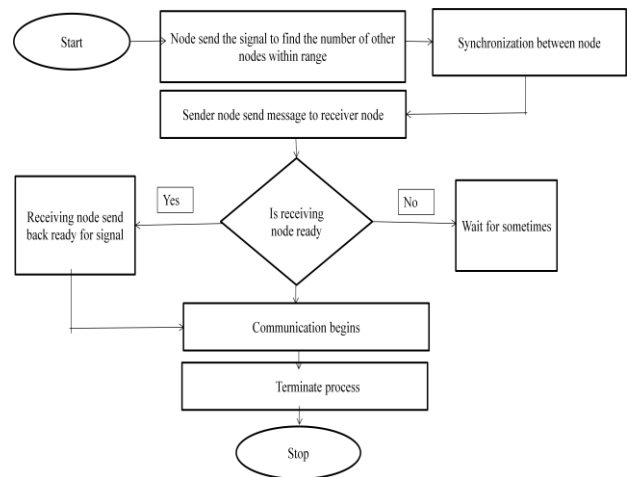 Start
Node send the signal to find the number of other
nodes within range
Synchronization between node
Sender node send message to receiver node
Yes
No
Receiving node send
back ready for signal
Is
receiving
node ready
Wait for sometimes
Communication begins
Terminate process
Stop